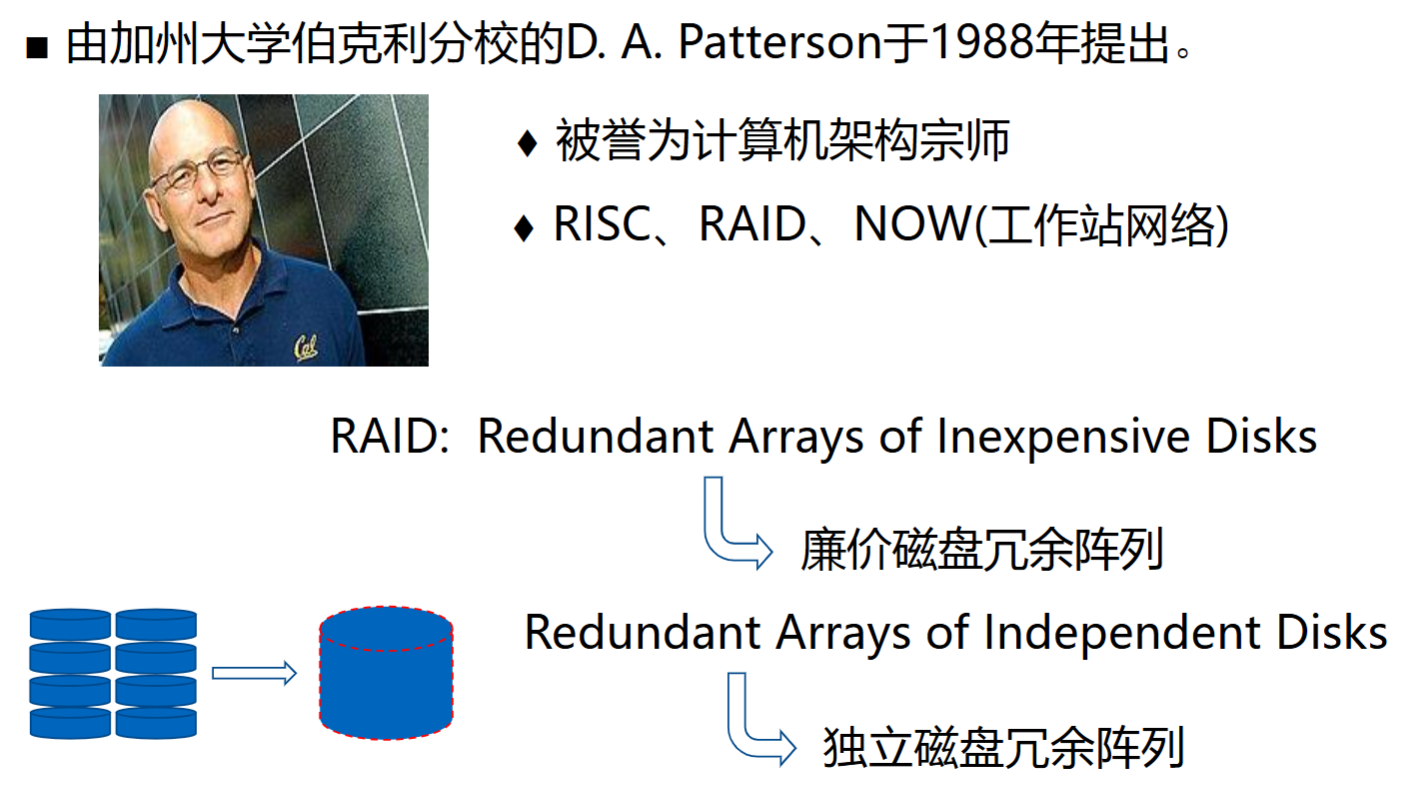 ■ 由加州大学伯克利分校的D. A. Patterson于1988年提出。
♦ 被誉为计算机架构宗师
♦ RISC、RAID、NOW(工作站网络)
Cal
RAID: Redundant Arrays of Inexpensive Disks
廉价磁盘冗余阵列
Redundant Arrays of Independent Disks
独立磁盘冗余阵列